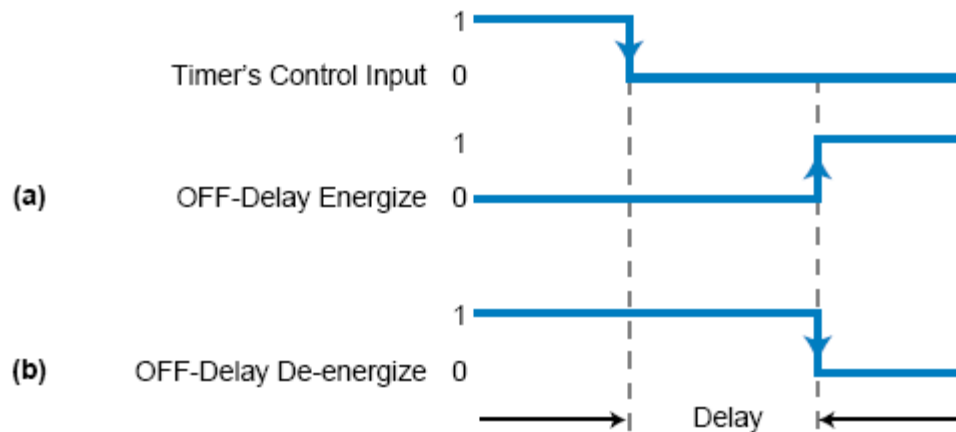 1
Timer's Control Input 0
1
(a) OFF-Delay Energize 0
1
(b) OFF-Delay De-energize 0
Delay